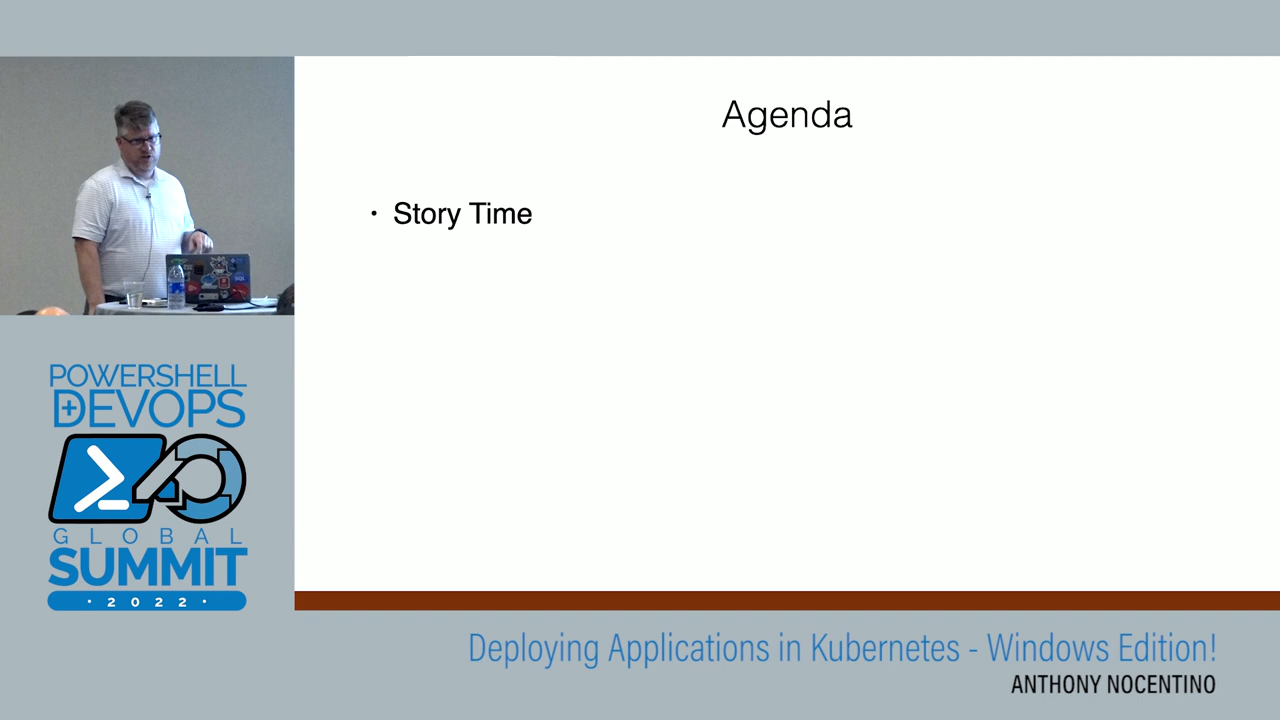 Agenda
• Story Time
POWERSHELL
DEVOPS
GLOBAL
SUMMIT
· 2022 ·
Deploying Applications in Kubernetes - Windows Edition!
ANTHONY NOCENTINO